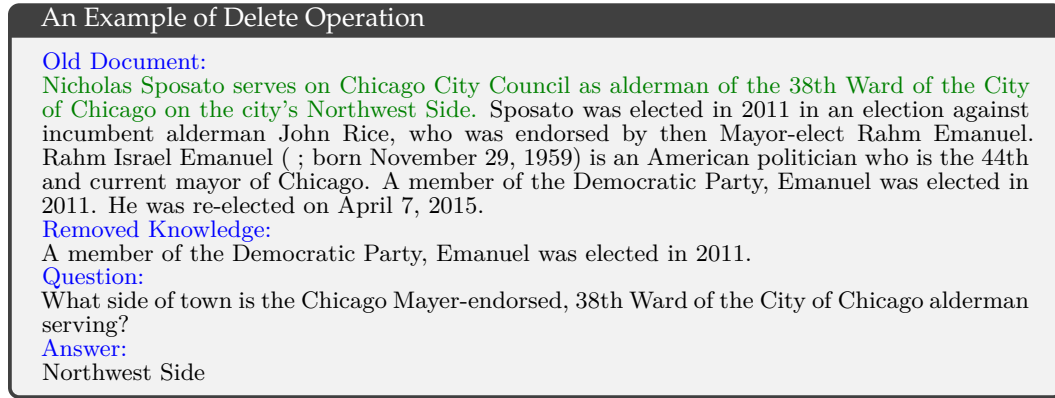 An Example of Delete Operation
Old Document:
Nicholas Sposato serves on Chicago City Council as alderman of the 38th Ward of the City
of Chicago on the city's Northwest Side. Sposato was elected in 2011 in an election against
incumbent alderman John Rice, who was endorsed by then Mayor-elect Rahm Emanuel.
Rahm Israel Emanuel ( ; born November 29, 1959) is an American politician who is the 44th
and current mayor of Chicago. A member of the Democratic Party, Emanuel was elected in
2011. He was re-elected on April 7, 2015.
Removed Knowledge:
A member of the Democratic Party, Emanuel was elected in 2011.
Question:
What side of town is the Chicago Mayer-endorsed, 38th Ward of the City of Chicago alderman
serving?
Answer:
Northwest Side